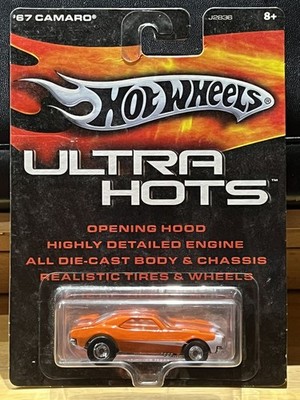 '67 CAMARO
J2836
8+
HOT WHEELS
ULTRA
HOTS™
OPENING HOOD
HIGHLY DETAILED ENGINE
ALL DIE-CAST BODY & CHASSIS
REALISTIC TIRES & WHEELS